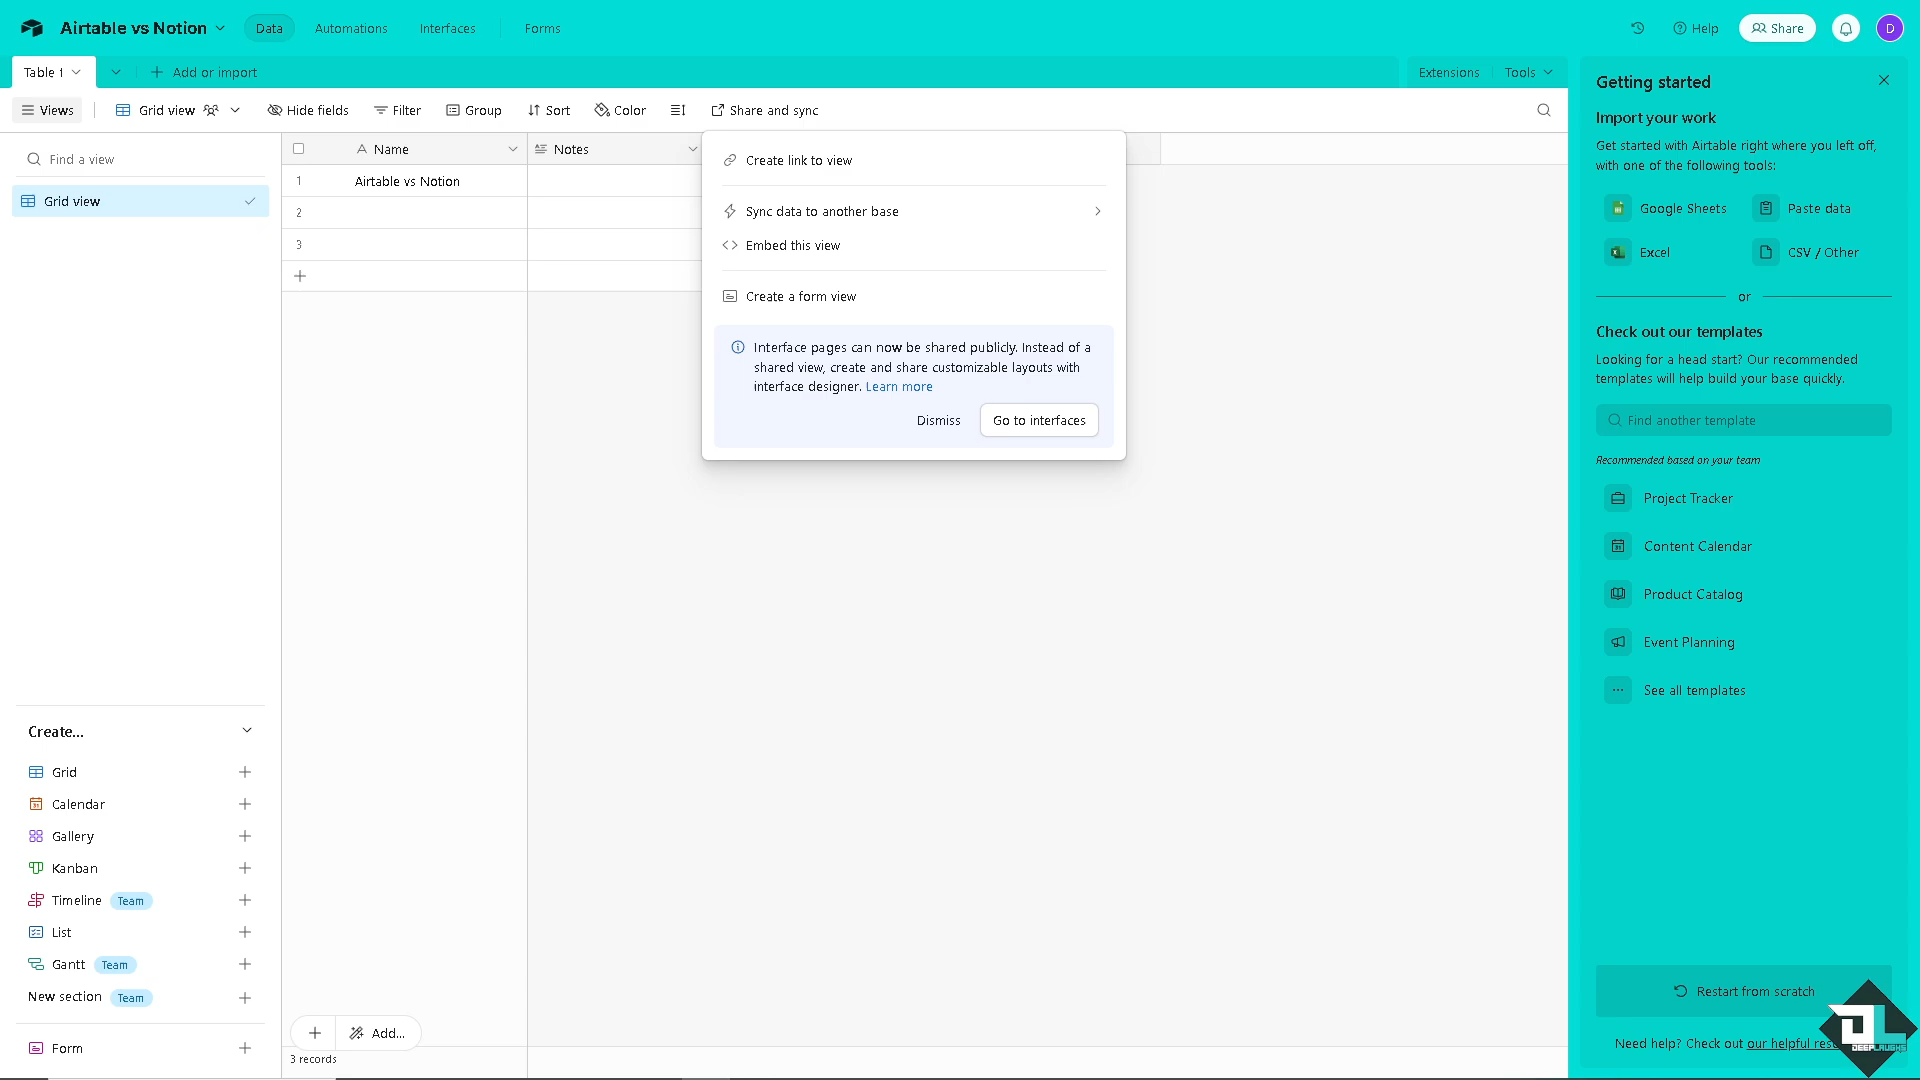 Airtable vs Notion
Data
Automations
Interfaces
Forms
Help
Share
D
Table 1
Add or import
Extensions
Tools
Views
Grid view
Hide fields
Filter
Group
Sort
Color
Share and sync
Find a view
Grid view
Name
Notes
1
Airtable vs Notion
2
3
Create link to view
Sync data to another base
Embed this view
Create a form view
Interface pages can now be shared publicly. Instead of a
shared view, create and share customizable layouts with
interface designer. Learn more
Dismiss
Go to interfaces
Getting started
Import your work
Get started with Airtable right where you left off,
with one of the following tools:
Google Sheets
Paste data
Excel
CSV / Other
or
Check out our templates
Looking for a head start? Our recommended
templates will help build your base quickly.
Find another template
Recommended based on your team
Project Tracker
Content Calendar
Product Catalog
Event Planning
See all templates
Restart from scratch
Need help? Check out our helpful
Create...
Grid
Calendar
Gallery
Kanban
Timeline Team
List
Gantt Team
New section Team
Form
Add...
3 records
DL
DEEPLAUGHS